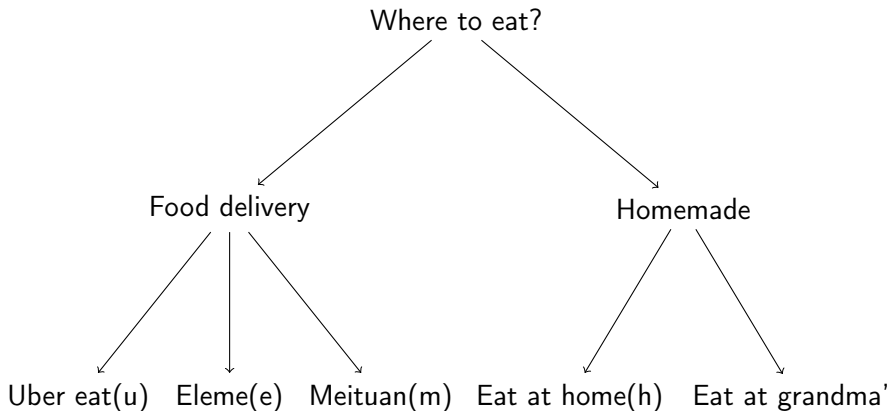 Where to eat?
Food delivery Homemade
Uber eat(u) Eleme(e) Meituan(m) Eat at home(h) Eat at grandma'